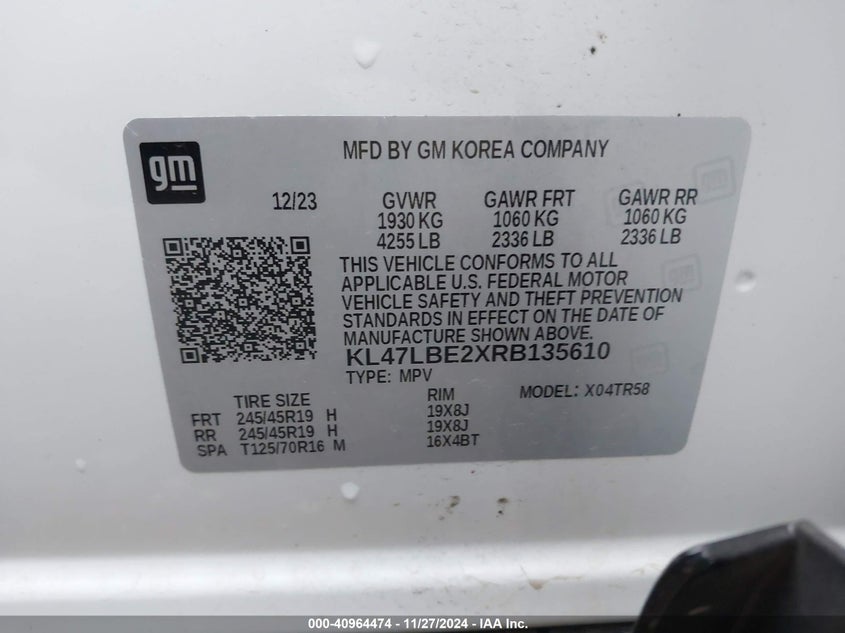 gm
MFD BY GM KOREA COMPANY
12/23
GVWR GAWR FRT GAWR RR
1930 KG 1060 KG 1060 KG
4255 LB 2336 LB 2336 LB
THIS VEHICLE CONFORMS TO ALL
APPLICABLE U.S. FEDERAL MOTOR
VEHICLE SAFETY AND THEFT PREVENTION
STANDARDS IN EFFECT ON THE DATE OF
MANUFACTURE SHOWN ABOVE.
KL47LBE2XRB135610
TYPE: MPV
MODEL: X04TR58
TIRE SIZE RIM
FRT 245/45R19 H 19X8J
RR 245/45R19 H 19X8J
SPA T125/70R16 M 16X4BT
000-40964474 - 11/27/2024 - IAA Inc.